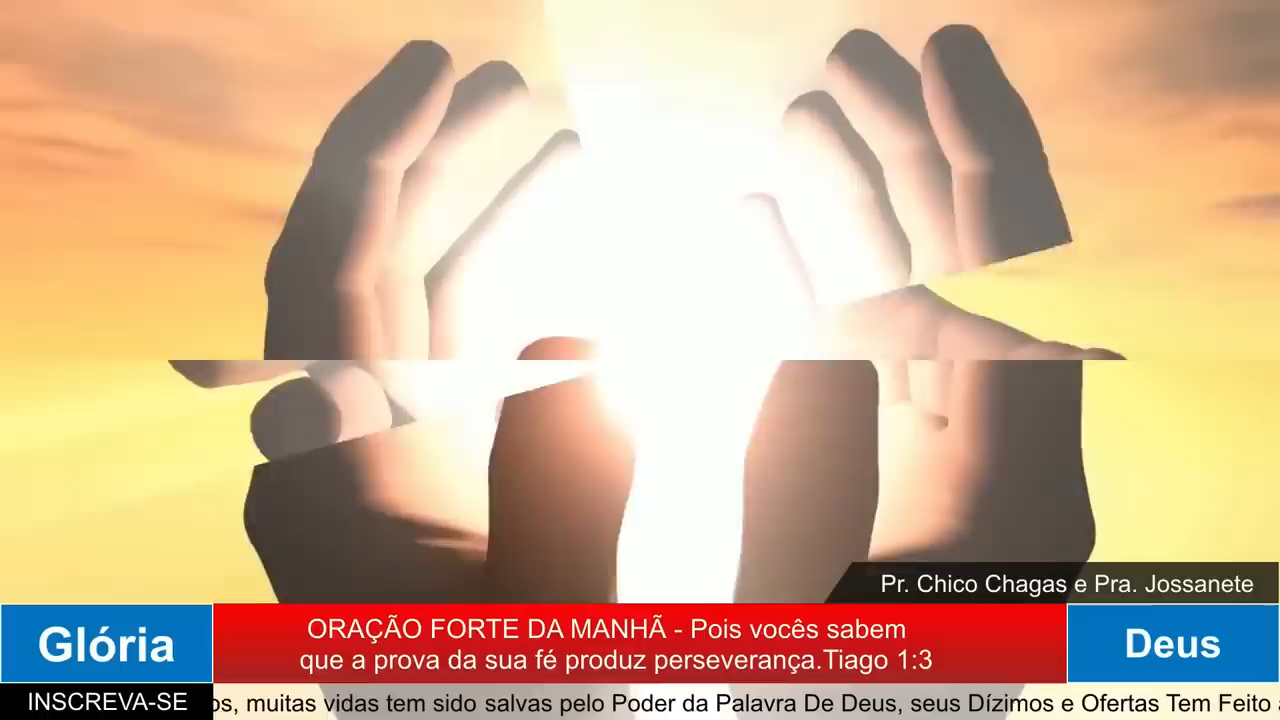 Pr. Chico Chagas e Pra. Jossanete
Glória
ORAÇÃO FORTE DA MANHÃ - Pois vocês sabem
que a prova da sua fé produz perseverança.Tiago 1:3
Deus
INSCREVA-SE
muitas vidas tem sido salvas pelo Poder da Palavra De Deus, seus Dízimos e Ofertas Tem Feito